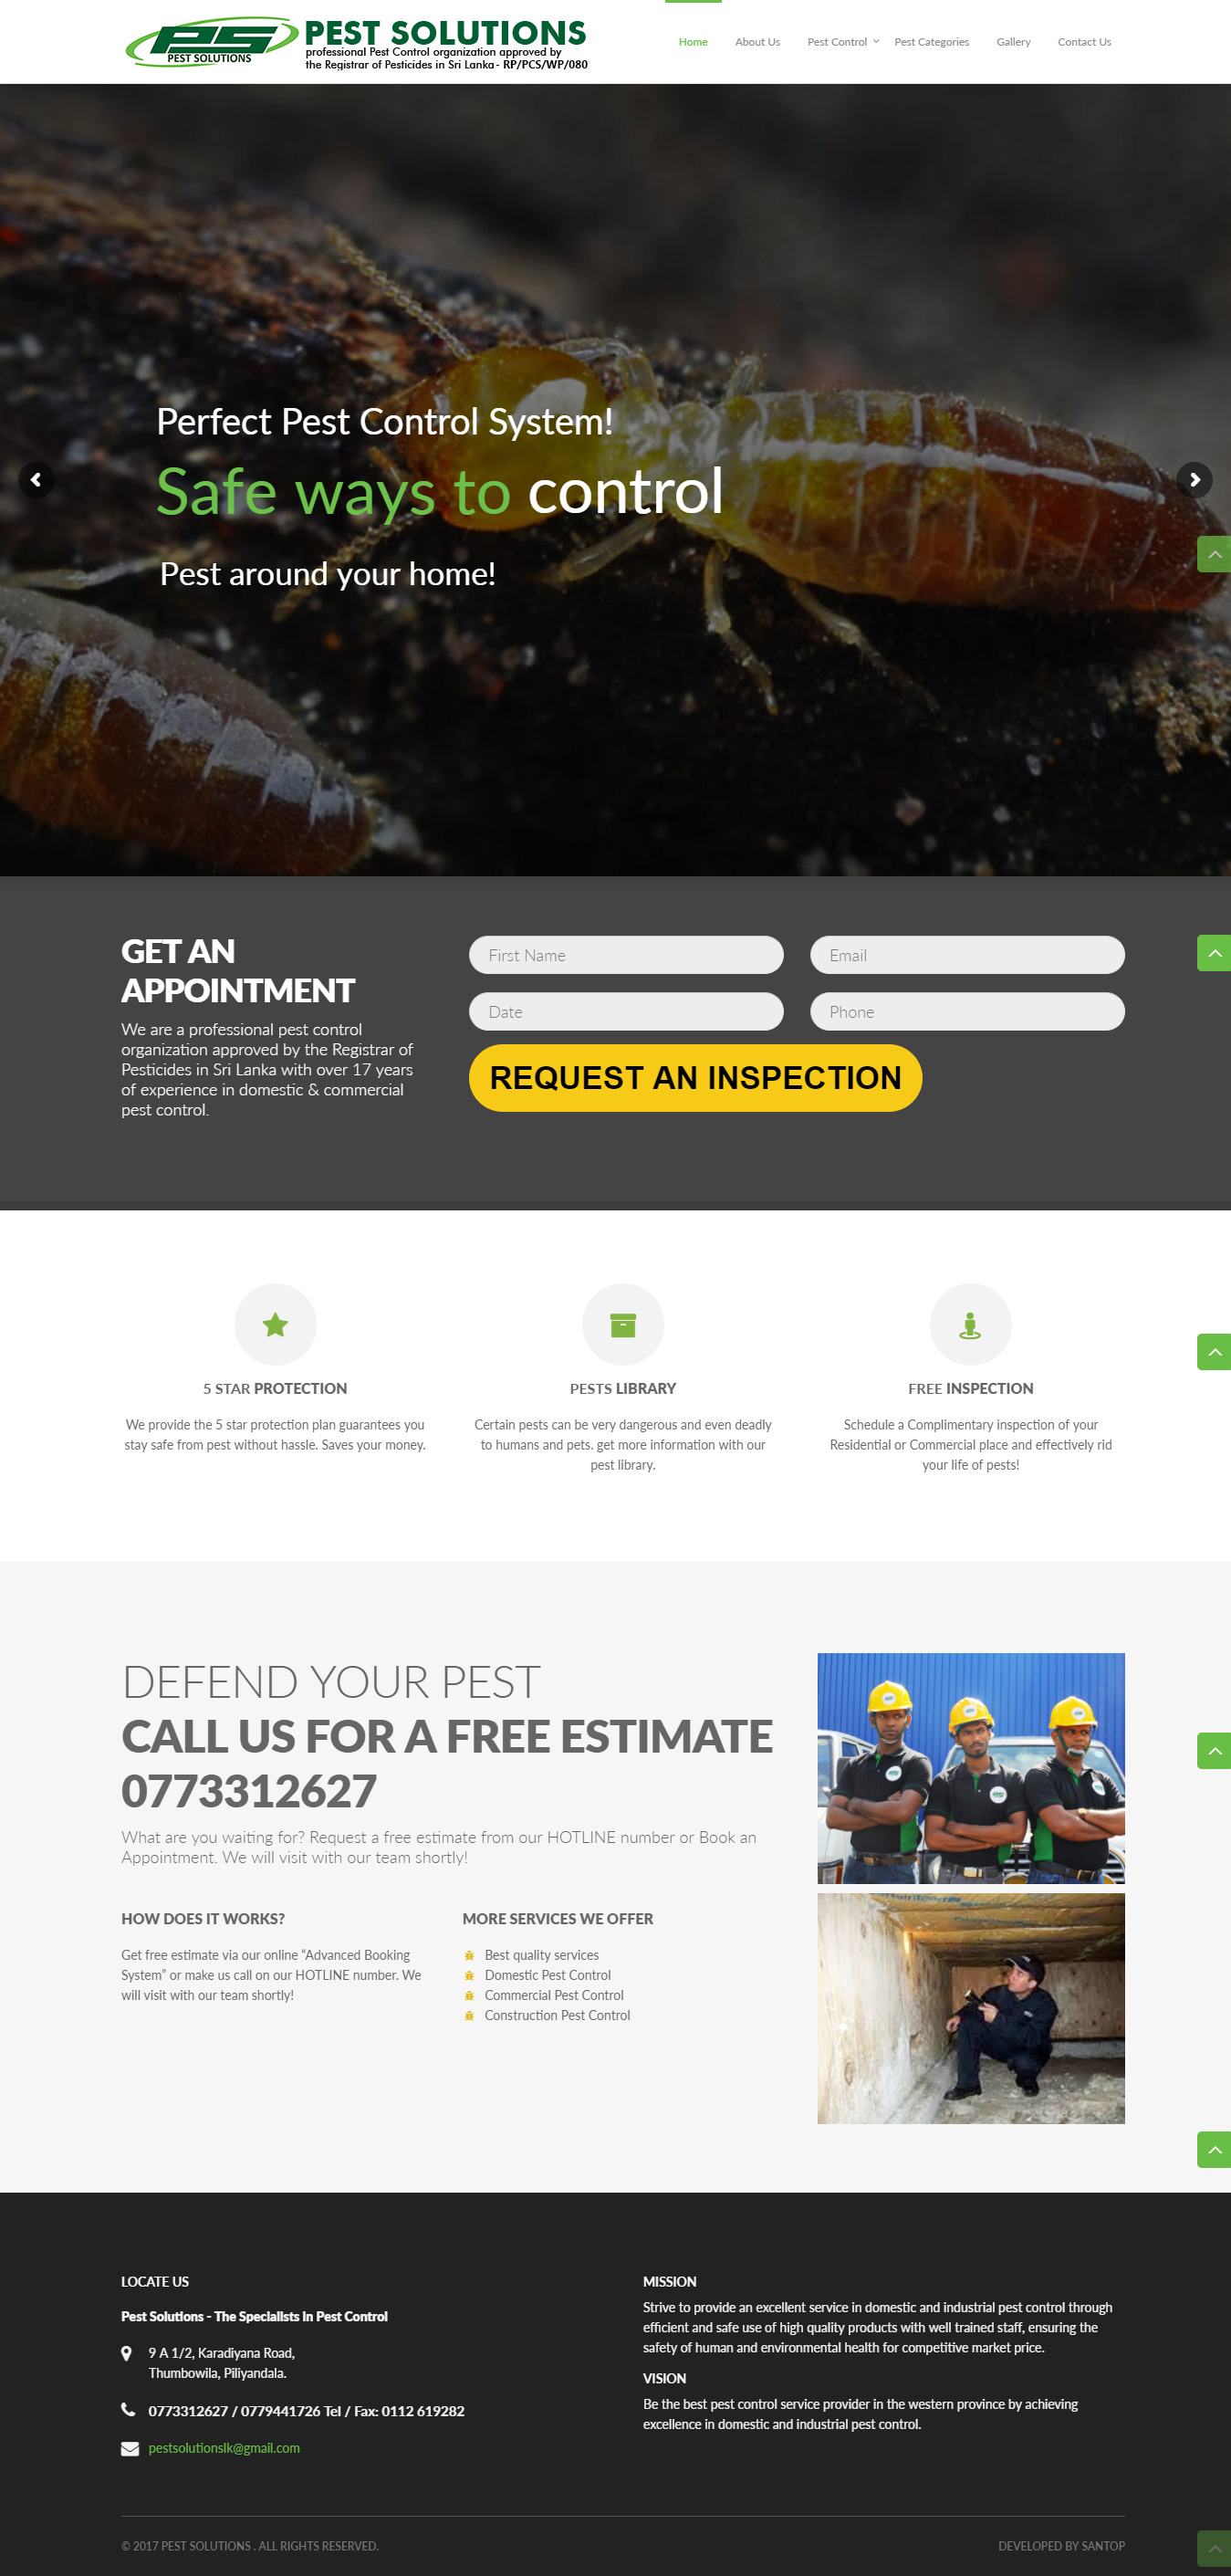 PS
PEST SOLUTIONS
PEST SOLUTIONS
professional Pest Control organization approved by
the Registrar of Pesticides in Sri Lanka - RP/PCS/WP/080
Home
About Us
Pest Control
Pest Categories
Gallery
Contact Us
Perfect Pest Control System!
Safe ways to control
Pest around your home!
GET AN
APPOINTMENT
We are a professional pest control
organization approved by the Registrar of
Pesticides in Sri Lanka with over 17 years
of experience in domestic & commercial
pest control.
First Name
Email
Date
Phone
REQUEST AN INSPECTION
5 STAR PROTECTION
We provide the 5 star protection plan guarantees you
stay safe from pest without hassle. Saves your money.
PESTS LIBRARY
Certain pests can be very dangerous and even deadly
to humans and pets. get more information with our
pest library.
FREE INSPECTION
Schedule a Complimentary inspection of your
Residential or Commercial place and effectively rid
your life of pests!
DEFEND YOUR PEST
CALL US FOR A FREE ESTIMATE
0773312627
What are you waiting for? Request a free estimate from our HOTLINE number or Book an
Appointment. We will visit with our team shortly!
HOW DOES IT WORKS?
Get free estimate via our online “Advanced Booking
System” or make us call on our HOTLINE number. We
will visit with our team shortly!
MORE SERVICES WE OFFER
Best quality services
Domestic Pest Control
Commercial Pest Control
Construction Pest Control
LOCATE US
Pest Solutions - The Specialists in Pest Control
9 A 1/2, Karadiyana Road,
Thumbowila, Piliyandala.
0773312627 / 0779441726 Tel / Fax: 0112 619282
pestsolutionslk@gmail.com
MISSION
Strive to provide an excellent service in domestic and industrial pest control through
efficient and safe use of high quality products with well trained staff, ensuring the
safety of human and environmental health for competitive market price.
VISION
Be the best pest control service provider in the western province by achieving
excellence in domestic and industrial pest control.
© 2017 PEST SOLUTIONS . ALL RIGHTS RESERVED.
DEVELOPED BY SANTOP